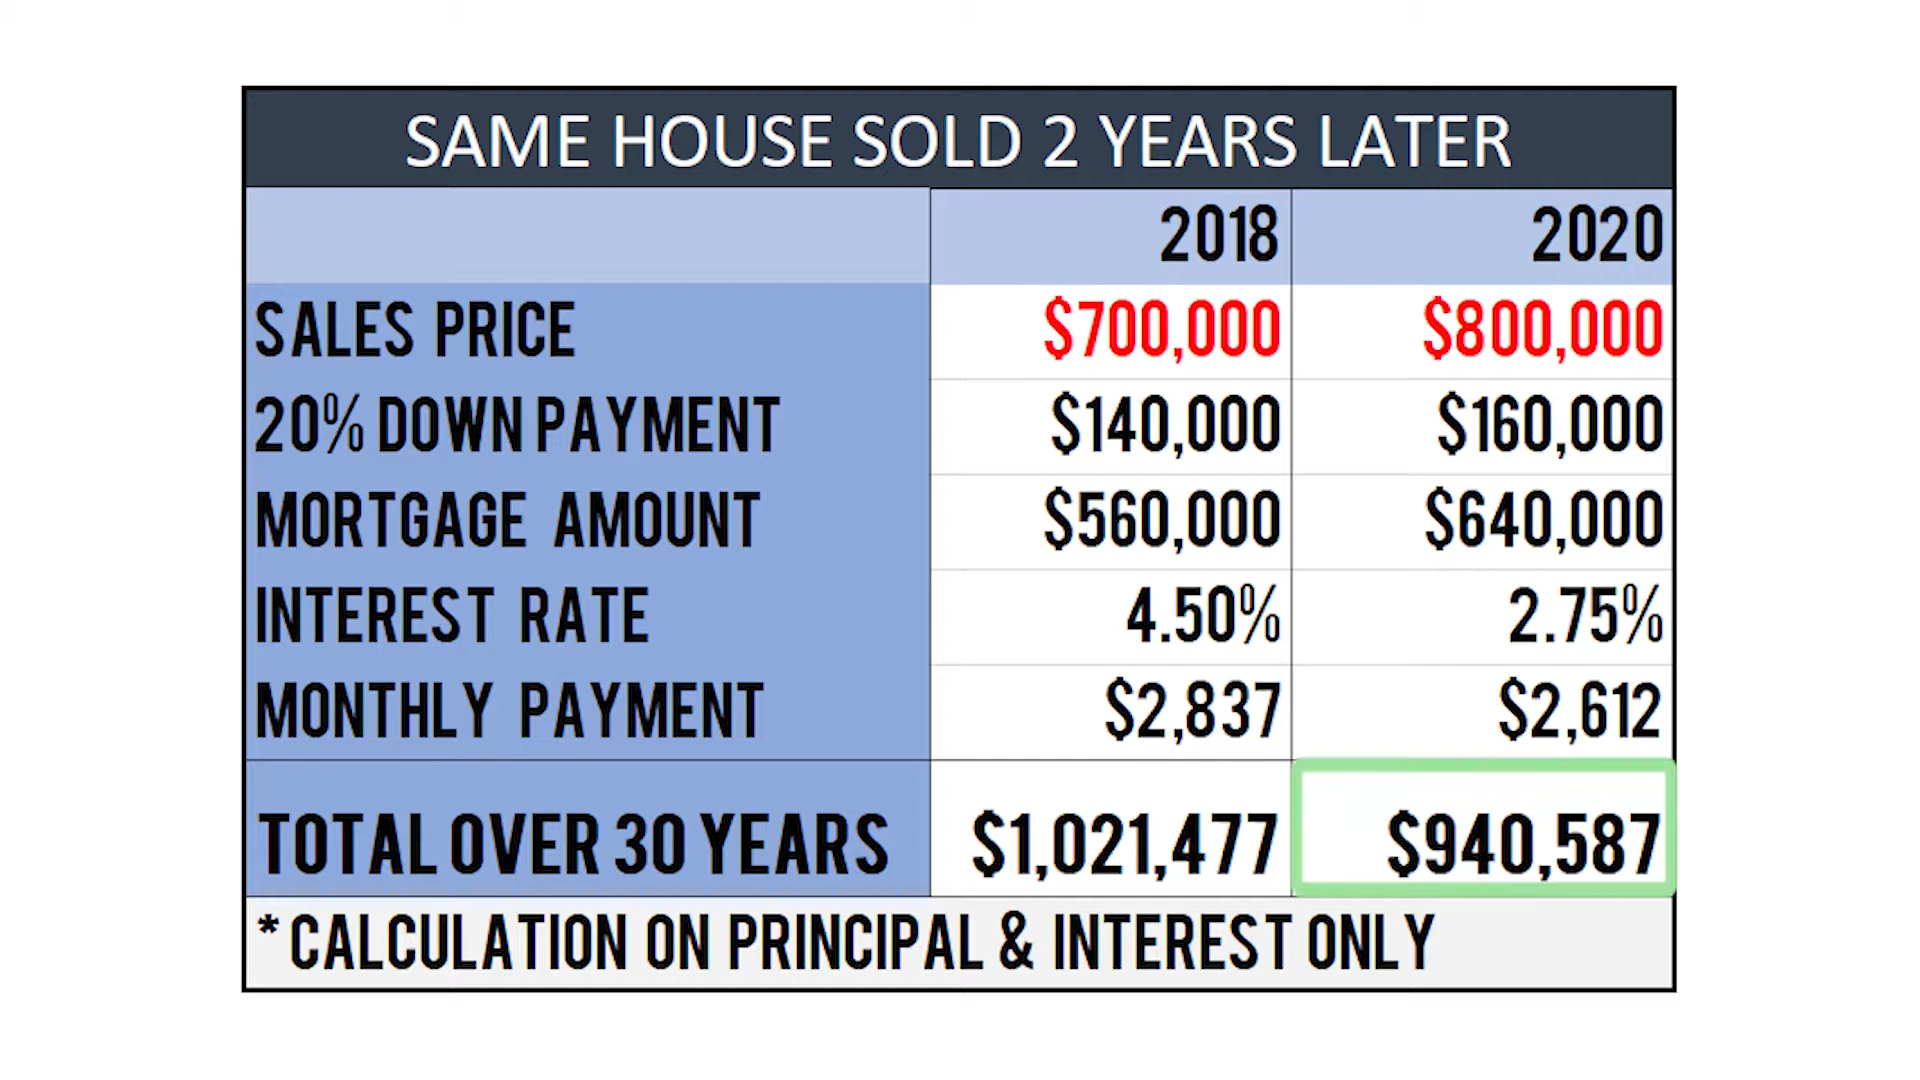 SAME HOUSE SOLD 2 YEARS LATER
2018 2020
SALES PRICE $700,000 $800,000
20% DOWN PAYMENT $140,000 $160,000
MORTGAGE AMOUNT $560,000 $640,000
INTEREST RATE 4.50% 2.75%
MONTHLY PAYMENT $2,837 $2,612
TOTAL OVER 30 YEARS $1,021,477 $940,587
* CALCULATION ON PRINCIPAL & INTEREST ONLY